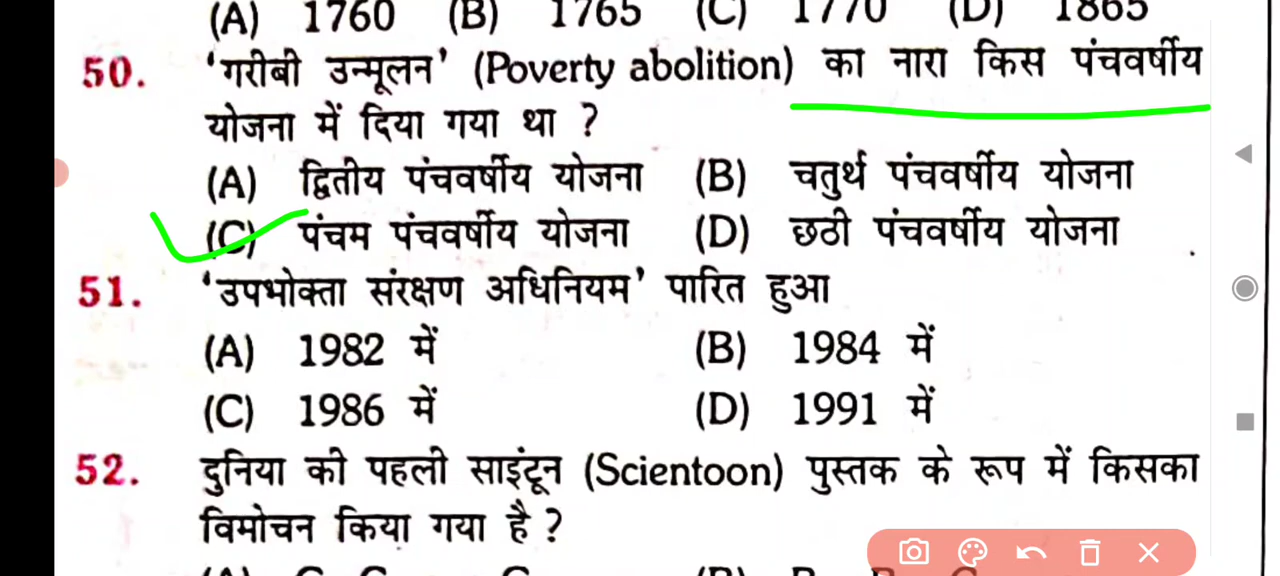 (A) 1760 (B) 1765 (C) 1770 (D) 1865
50. 'गरीबी उन्मूलन' (Poverty abolition) का नारा किस पंचवर्षीय
योजना में दिया गया था ?
(A) द्वितीय पंचवर्षीय योजना (B) चतुर्थ पंचवर्षीय योजना
(C) पंचम पंचवर्षीय योजना (D) छठी पंचवर्षीय योजना
51. 'उपभोक्ता संरक्षण अधिनियम' पारित हुआ
(A) 1982 में (B) 1984 में
(C) 1986 में (D) 1991 में
52. दुनिया की पहली साइंटून (Scientoon) पुस्तक के रूप में किसका
विमोचन किया गया है ?